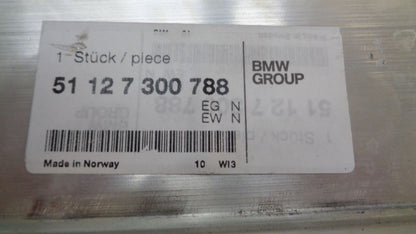 1 Stück / piece
51 12 7 300 788
EG N
EW N
Made in Norway 10 WI3
BMW
GROUP